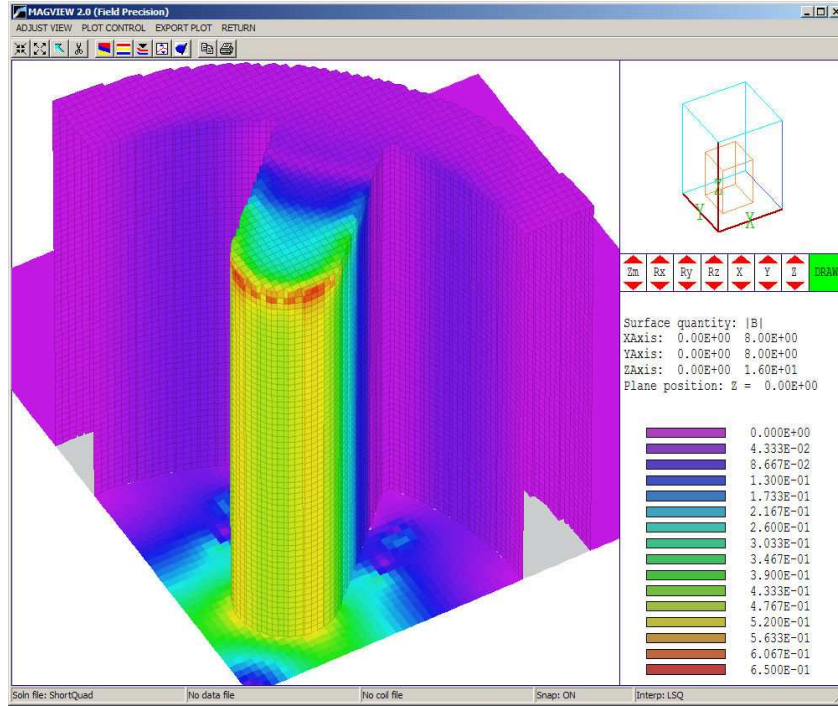 MAGVIEW 2.0 (Field Precision)
ADJUST VIEW PLOT CONTROL EXPORT PLOT RETURN
Z
Y
X
Zm Rx Ry Rz X Y Z DRAW
Surface quantity: |B|
XAxis: 0.00E+00 8.00E+00
YAxis: 0.00E+00 8.00E+00
ZAxis: 0.00E+00 1.60E+01
Plane position: Z = 0.00E+00
0.000E+00
4.333E-02
8.667E-02
1.300E-01
1.733E-01
2.167E-01
2.600E-01
3.033E-01
3.467E-01
3.900E-01
4.333E-01
4.767E-01
5.200E-01
5.633E-01
6.067E-01
6.500E-01
Soln file: ShortQuad No data file No coil file Snap: ON Interp: LSQ